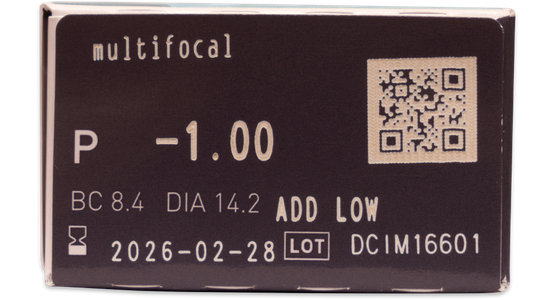 multifocal
P -1.00
BC 8.4 DIA 14.2 ADD LOW
2026-02-28 LOT DCIM16601